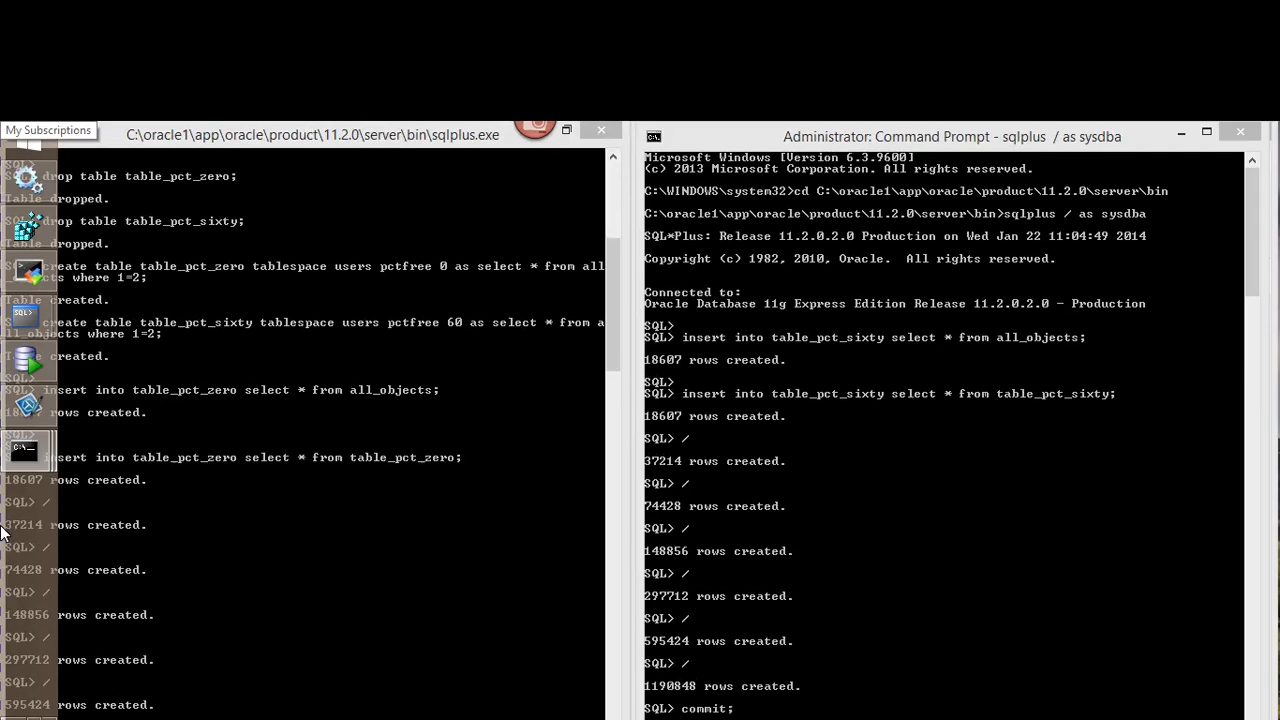 My Subscriptions
C:\oracle1\app\oracle\product\11.2.0\server\bin\sqlplus.exe
SQL>
drop table table_pct_zero;
Table dropped.
SQL> drop table table_pct_sixty;
Table dropped.
create table table_pct_zero tablespace users pctfree 0 as select * from all
_objects where 1=2;
Table created.
create table table_pct_sixty tablespace users pctfree 60 as select * from a
ll_objects where 1=2;
Table created.
SQL>
SQL> insert into table_pct_zero select * from all_objects;
18607 rows created.
SQL>
insert into table_pct_zero select * from table_pct_zero;
18607 rows created.
SQL> /
37214 rows created.
SQL> /
74428 rows created.
SQL> /
148856 rows created.
SQL> /
297712 rows created.
SQL> /
595424 rows created.
Administrator: Command Prompt - sqlplus / as sysdba
Microsoft Windows [Version 6.3.9600]
(c) 2013 Microsoft Corporation. All rights reserved.
C:\WINDOWS\system32>cd C:\oracle1\app\oracle\product\11.2.0\server\bin
C:\oracle1\app\oracle\product\11.2.0\server\bin>sqlplus / as sysdba
SQL*Plus: Release 11.2.0.2.0 Production on Wed Jan 22 11:04:49 2014
Copyright (c) 1982, 2010, Oracle.  All rights reserved.
Connected to:
Oracle Database 11g Express Edition Release 11.2.0.2.0 - Production
SQL>
SQL> insert into table_pct_sixty select * from all_objects;
18607 rows created.
SQL>
SQL> insert into table_pct_sixty select * from table_pct_sixty;
18607 rows created.
SQL> /
37214 rows created.
SQL> /
74428 rows created.
SQL> /
148856 rows created.
SQL> /
297712 rows created.
SQL> /
595424 rows created.
SQL> /
1190848 rows created.
SQL> commit;